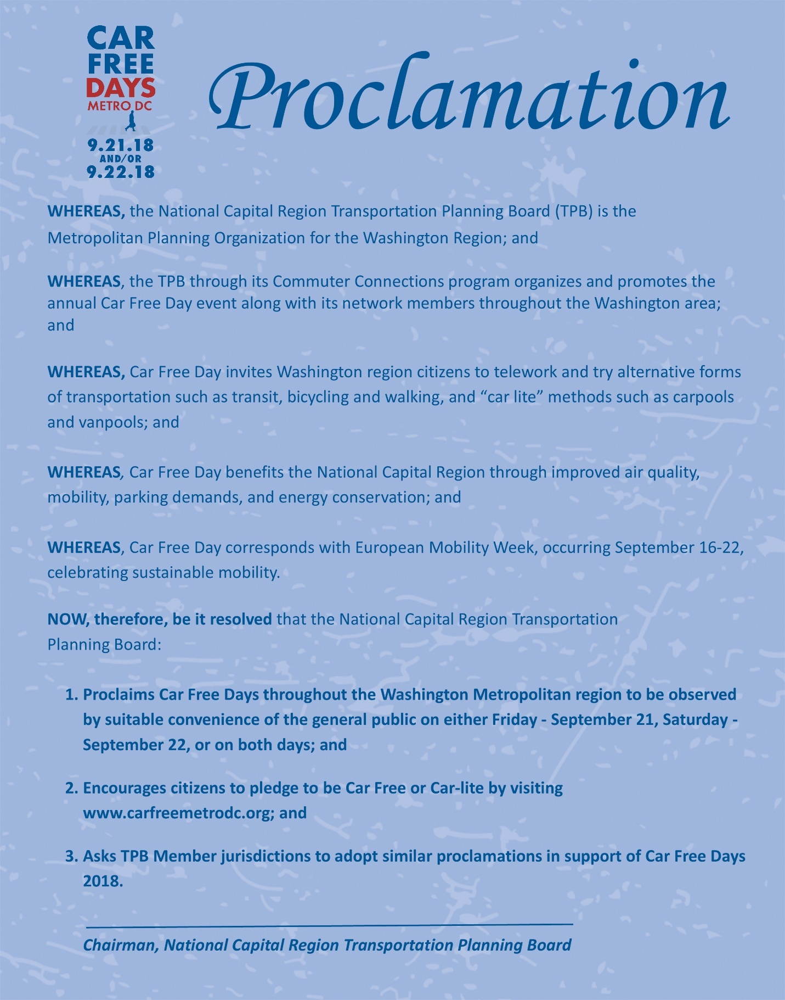 CAR
FREE
DAYS
METRO DC
9.21.18
AND/OR
9.22.18
Proclamation
WHEREAS, the National Capital Region Transportation Planning Board (TPB) is the
Metropolitan Planning Organization for the Washington Region; and
WHEREAS, the TPB through its Commuter Connections program organizes and promotes the
annual Car Free Day event along with its network members throughout the Washington area;
and
WHEREAS, Car Free Day invites Washington region citizens to telework and try alternative forms
of transportation such as transit, bicycling and walking, and “car lite” methods such as carpools
and vanpools; and
WHEREAS, Car Free Day benefits the National Capital Region through improved air quality,
mobility, parking demands, and energy conservation; and
WHEREAS, Car Free Day corresponds with European Mobility Week, occurring September 16-22,
celebrating sustainable mobility.
NOW, therefore, be it resolved that the National Capital Region Transportation
Planning Board:
1. Proclaims Car Free Days throughout the Washington Metropolitan region to be observed
by suitable convenience of the general public on either Friday - September 21, Saturday -
September 22, or on both days; and
2. Encourages citizens to pledge to be Car Free or Car-lite by visiting
www.carfreemetrodc.org; and
3. Asks TPB Member jurisdictions to adopt similar proclamations in support of Car Free Days
2018.
Chairman, National Capital Region Transportation Planning Board